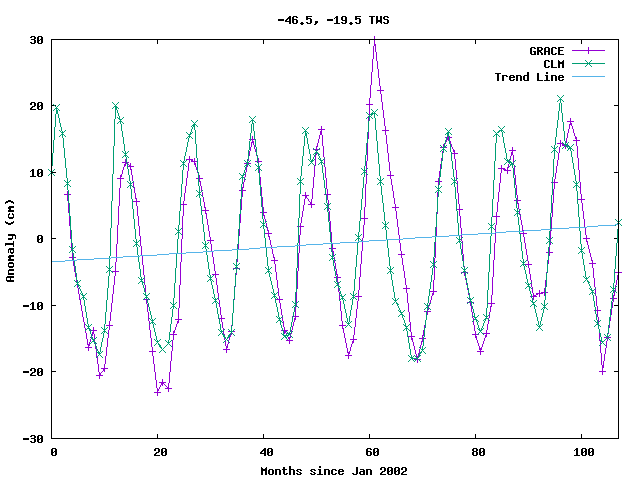 -46.5, -19.5 TWS
GRACE
CLM
Trend Line
30
20
10
0
-10
-20
-30
Anomaly (cm)
0 20 40 60 80 100
Months since Jan 2002